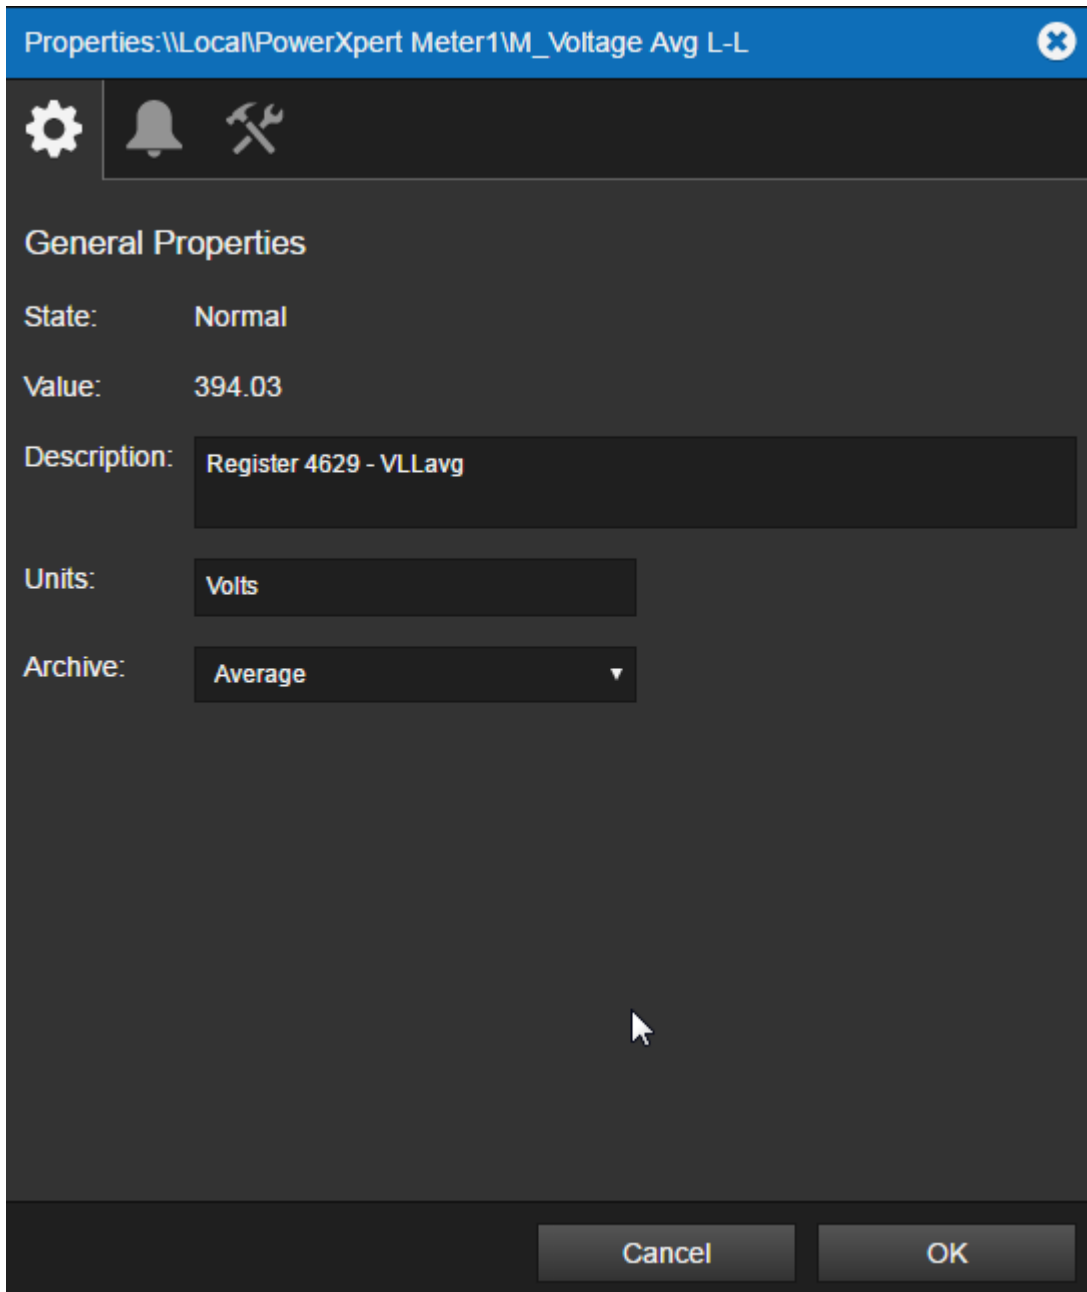 Properties:\\Local\PowerXpert Meter1\M_Voltage Avg L-L
General Properties
State: Normal
Value: 394.03
Description: Register 4629 - VLLavg
Units: Volts
Archive: Average
Cancel OK